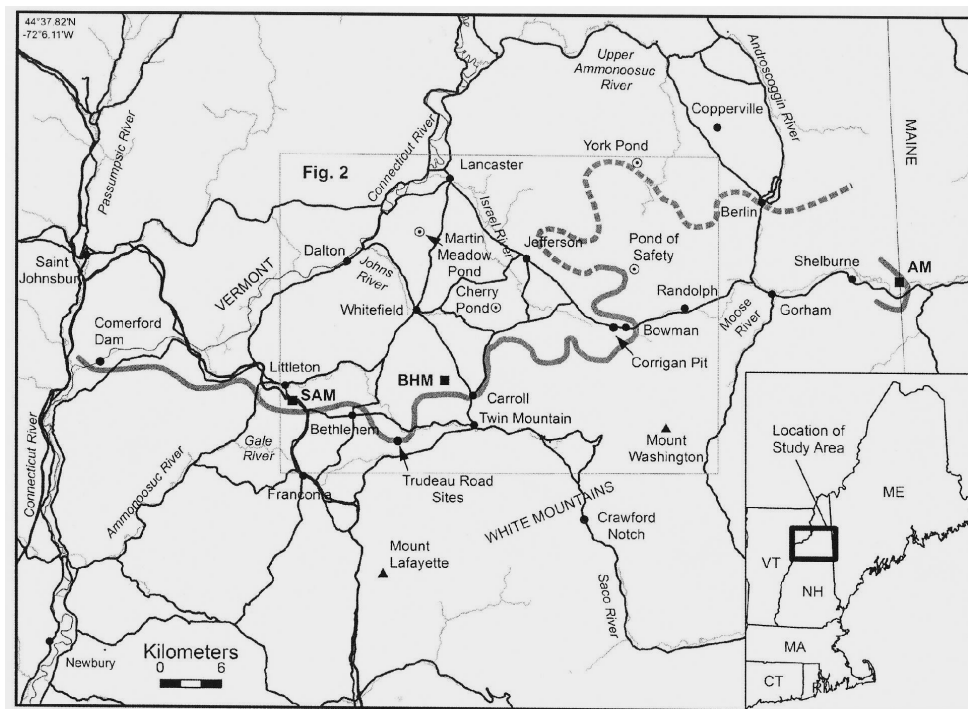 44°37.82'N
-72°6.11'W
Upper
Ammonoosuc
River
Androscoggin River
Copperville
MAINE
Passumpsic River
Connecticut River
York Pond
Fig. 2
Lancaster
Israel River
Berlin
Saint
Johnsbury
VERMONT
Dalton
Johns
River
Martin
Meadow
Pond
Jefferson
Pond of
Safety
Shelburne
AM
Cherry
Pond
Randolph
Whitefield
Moose
River
Gorham
Comerford
Dam
Bowman
Corrigan Pit
Littleton
SAM
BHM
Carroll
Bethlehem
Twin Mountain
Mount
Washington
Location of
Study Area
Connecticut River
Ammonoosuc River
Gale
River
Franconia
Trudeau Road
Sites
WHITE MOUNTAINS
Crawford
Notch
Mount
Lafayette
Saco River
ME
VT
NH
MA
CT
RI
Newbury
Kilometers
0 6